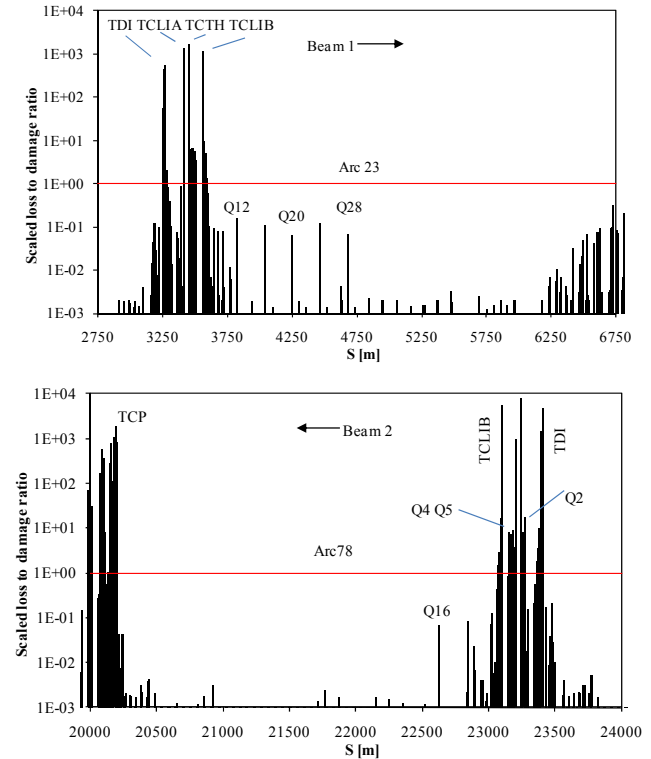 1E+04
TDI TCLIA TCTH TCLIB
1E+03
Beam 1
1E+02
1E+01
Scaled loss to damage ratio
Arc 23
1E+00
Q12
Q20
Q28
1E-01
1E-02
1E-03
2750 3250 3750 4250 4750 5250 5750 6250 6750
S [m]
1E+04
TCP
1E+03
Beam 2
TCLIB
TDI
1E+02
Q4 Q5
Q2
1E+01
Scaled loss to damage ratio
Arc78
1E+00
Q16
1E-01
1E-02
1E-03
20000 20500 21000 21500 22000 22500 23000 23500 24000
S [m]